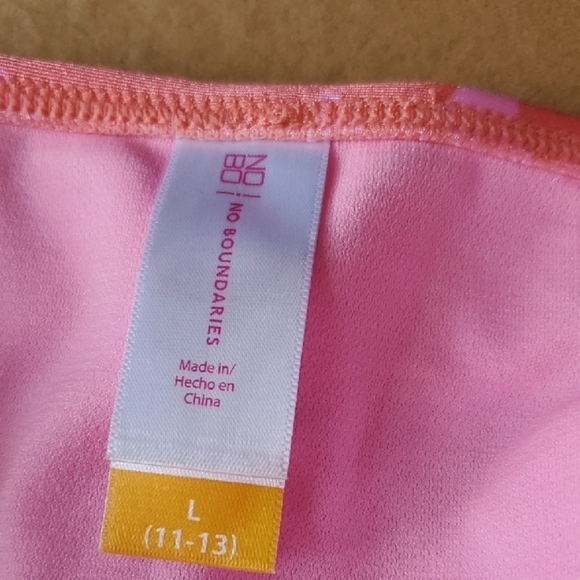 NO
BO
NO BOUNDARIES
Made in/
Hecho en
China
L
(11-13)